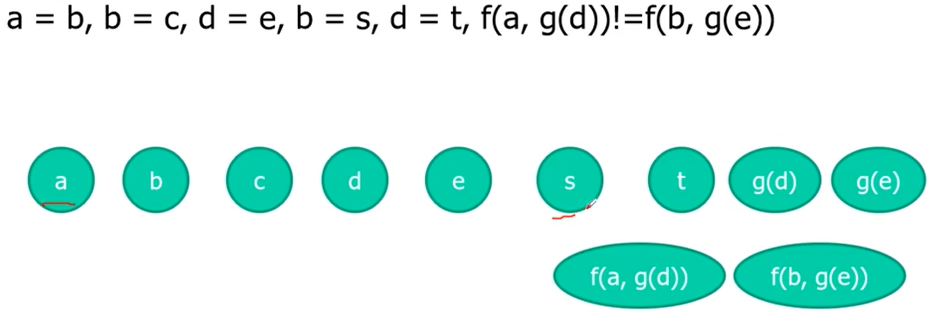 a = b, b = c, d = e, b = s, d = t, f(a, g(d))!=f(b, g(e))
a b c d e s t g(d) g(e)
f(a, g(d)) f(b, g(e))